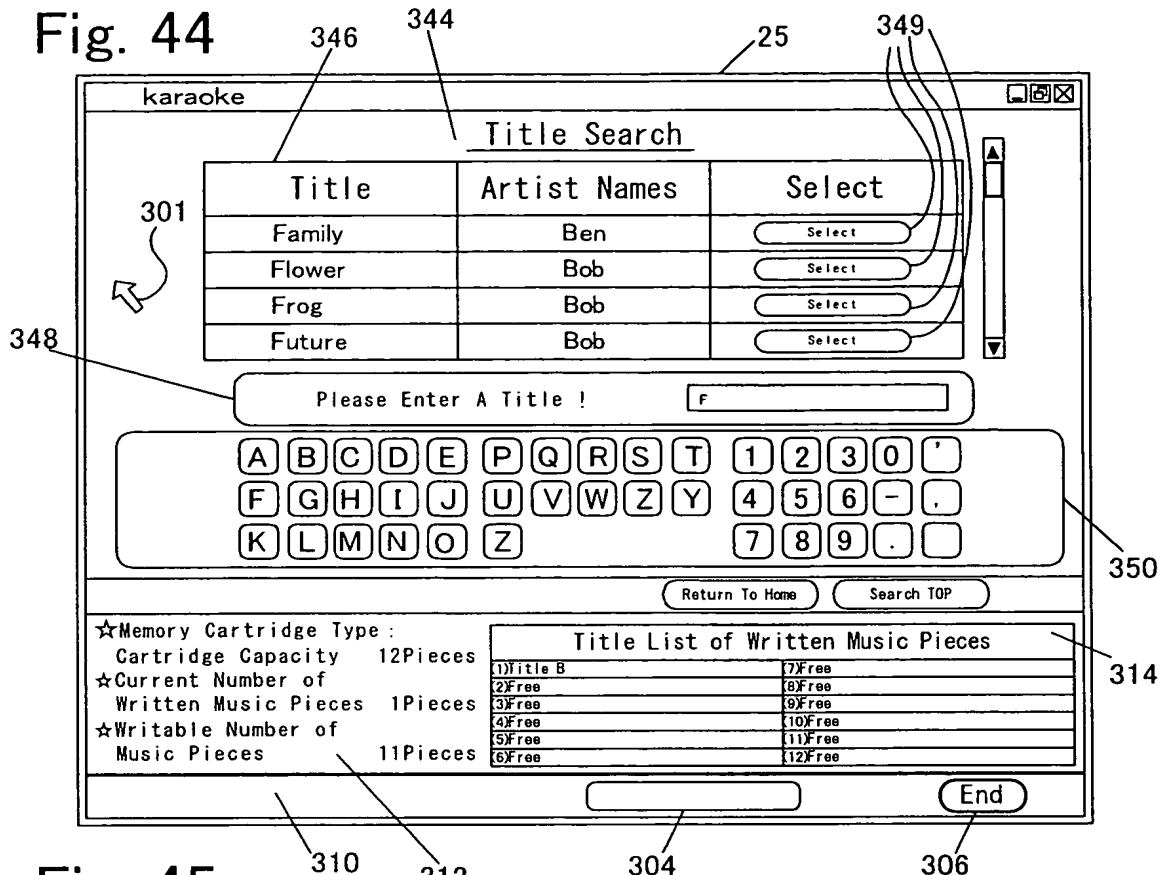 Fig. 44
346
344
25
349
karaoke
Title Search
Title Artist Names Select
Family Ben Select
Flower Bob Select
Frog Bob Select
Future Bob Select
301
348
Please Enter A Title ! F
A B C D E P Q R S T 1 2 3 0 '
F G H I J U V W Z Y 4 5 6 - ,
K L M N O Z 7 8 9 .
350
Return To Home Search TOP
☆Memory Cartridge Type :
Cartridge Capacity 12Pieces
☆Current Number of
Written Music Pieces 1Pieces
☆Writable Number of
Music Pieces 11Pieces
Title List of Written Music Pieces
(1)Title B (7)Free
(2)Free (8)Free
(3)Free (9)Free
(4)Free (10)Free
(5)Free (11)Free
(6)Free (12)Free
314
End
310
304
306